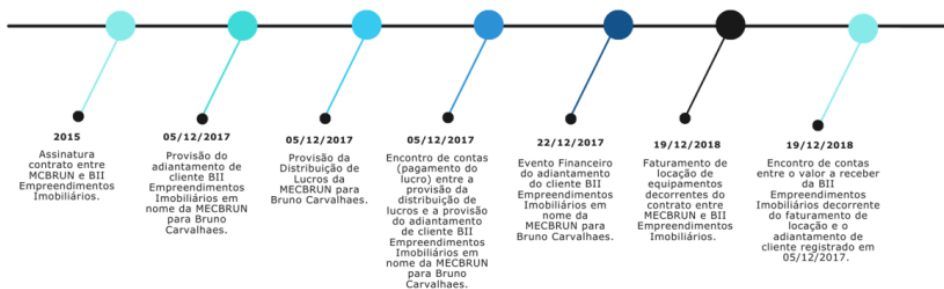 2015
Assinatura
contrato entre
MCBRUN e BII
Empreendimentos
Imobiliários.
05/12/2017
Provisão do
adiantamento de
cliente BII
Empreendimentos
Imobiliários em
nome da MECBRUN
para Bruno
Carvalhaes.
05/12/2017
Provisão da
Distribuição de
Lucros da
MECBRUN para
Bruno Carvalhaes.
05/12/2017
Encontro de contas
(pagamento do
lucro) entre a
provisão da
distribuição de
lucros e a provisão
do adiantamento
de cliente BII
Empreendimentos
Imobiliários em
nome da MECBRUN
para Bruno
Carvalhaes.
22/12/2017
Evento Financeiro
do adiantamento
do cliente BII
Empreendimentos
Imobiliários em
nome da
MECBRUN para
Bruno Carvalhaes.
19/12/2018
Faturamento de
locação de
equipamentos
decorrentes do
contrato entre
MECBRUN e BII
Empreendimentos
Imobiliários.
19/12/2018
Encontro de contas
entre o valor a receber
da BII
Empreendimentos
Imobiliários decorrente
do faturamento de
locação e o
adiantamento de
cliente registrado em
05/12/2017.